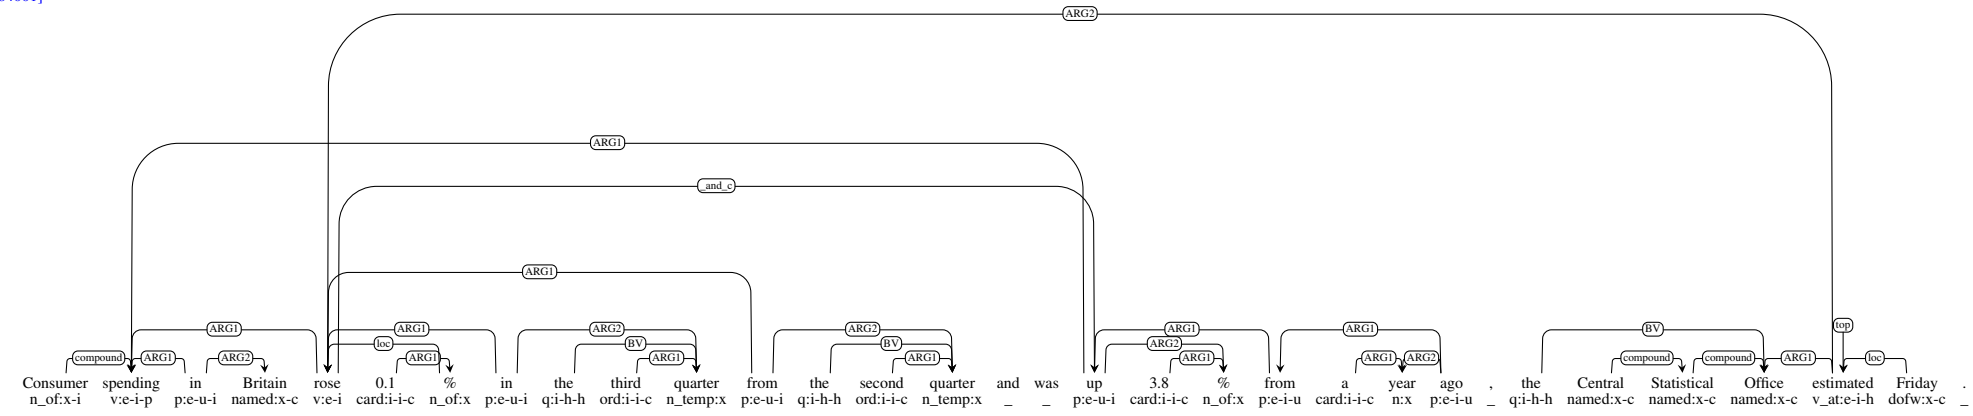 ARG2
ARG1
_and_c
ARG1
top
ARG1 ARG1 ARG2 ARG2 ARG1 ARG1 BV
loc BV BV ARG2
compound ARG1 ARG2 ARG1 ARG1 ARG1 ARG1 ARG1 ARG2 compound compound ARG1 loc
Consumer spending in Britain rose 0.1 % in the third quarter from the second quarter and was up 3.8 % from a year ago , the Central Statistical Office estimated Friday .
n_of:x-i v:e-i-p p:e-u-i named:x-c v:e-i card:i-i-c n_of:x p:e-u-i q:i-h-h ord:i-i-c n_temp:x p:e-u-i q:i-h-h ord:i-i-c n_temp:x _ _ p:e-u-i card:i-i-c n_of:x p:e-i-u card:i-i-c n:x p:e-i-u _ q:i-h-h named:x-c named:x-c named:x-c v_at:e-i-h dofw:x-c _